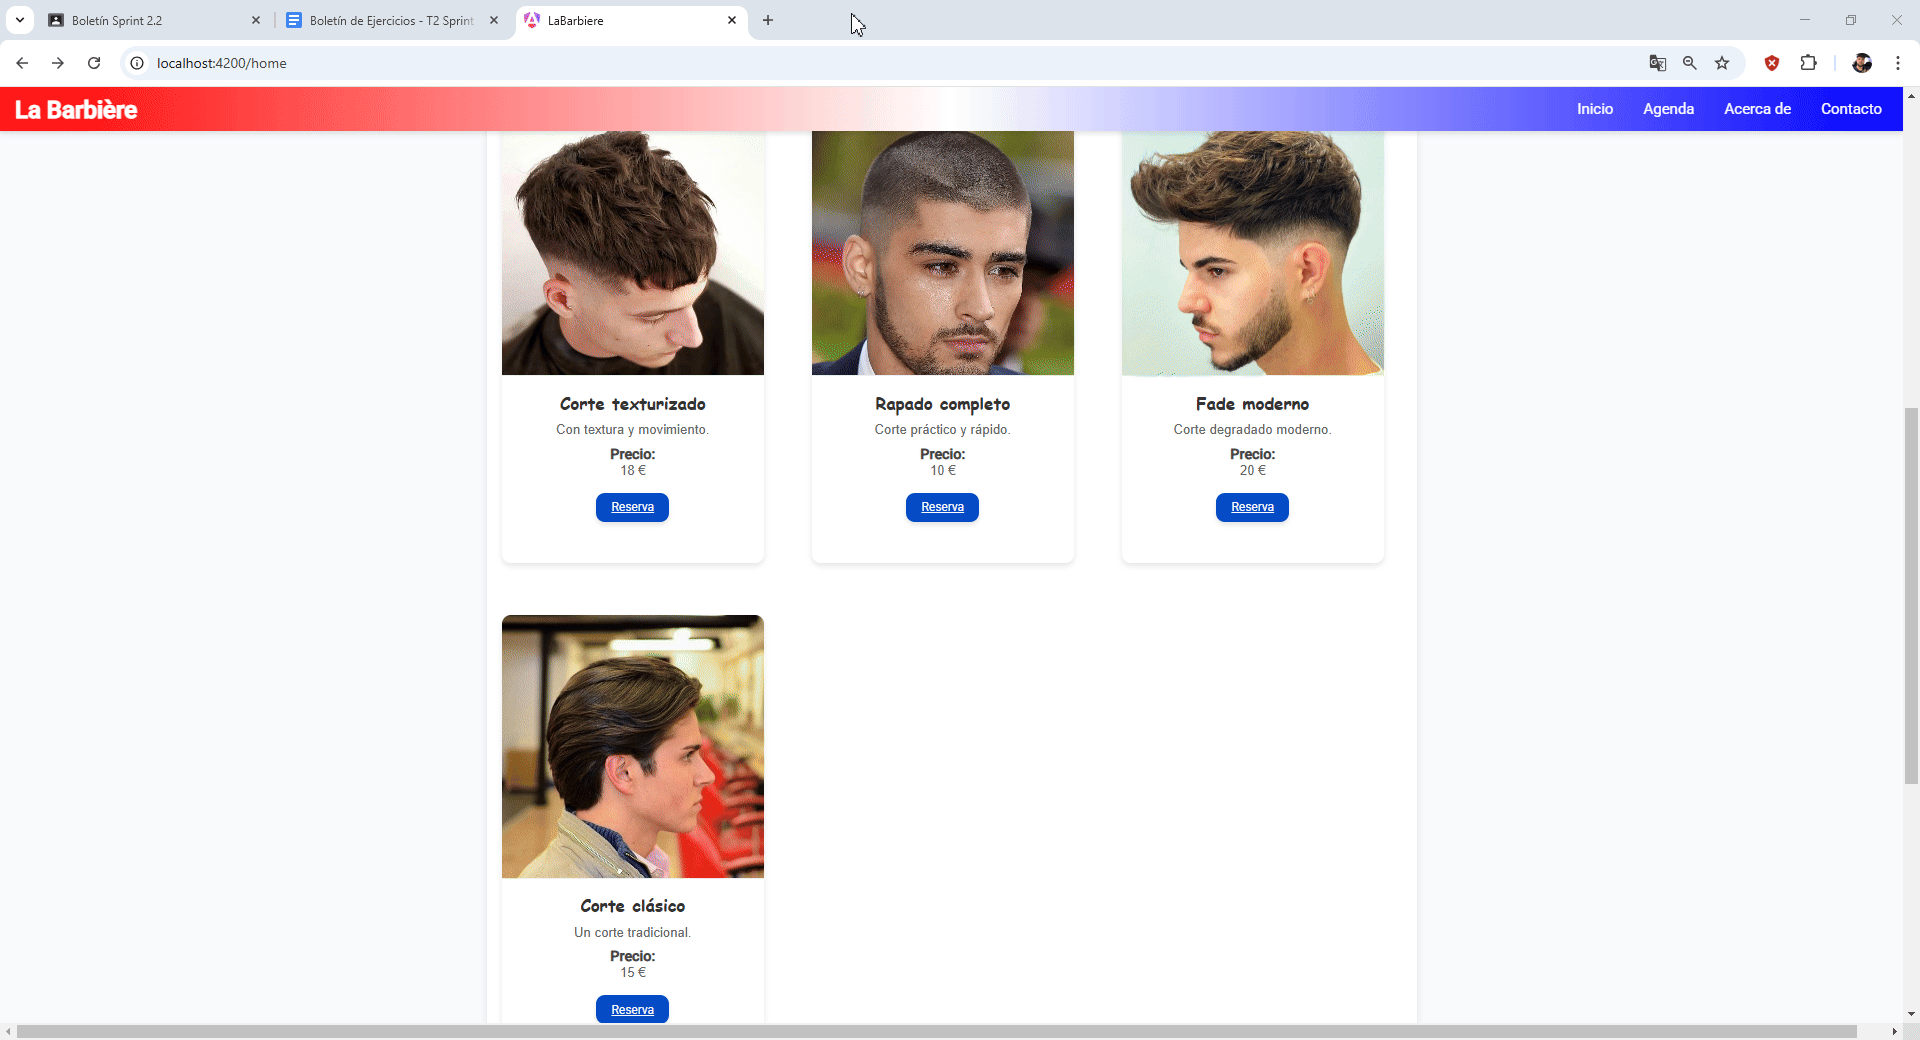 Boletín Sprint 2.2
Boletín de Ejercicios - T2 Sprint
LaBarbiere
localhost:4200/home
La Barbière
Inicio
Agenda
Acerca de
Contacto
Corte texturizado
Con textura y movimiento.
Precio:
18 €
Reserva
Rapado completo
Corte práctico y rápido.
Precio:
10 €
Reserva
Fade moderno
Corte degradado moderno.
Precio:
20 €
Reserva
Corte clásico
Un corte tradicional.
Precio:
15 €
Reserva